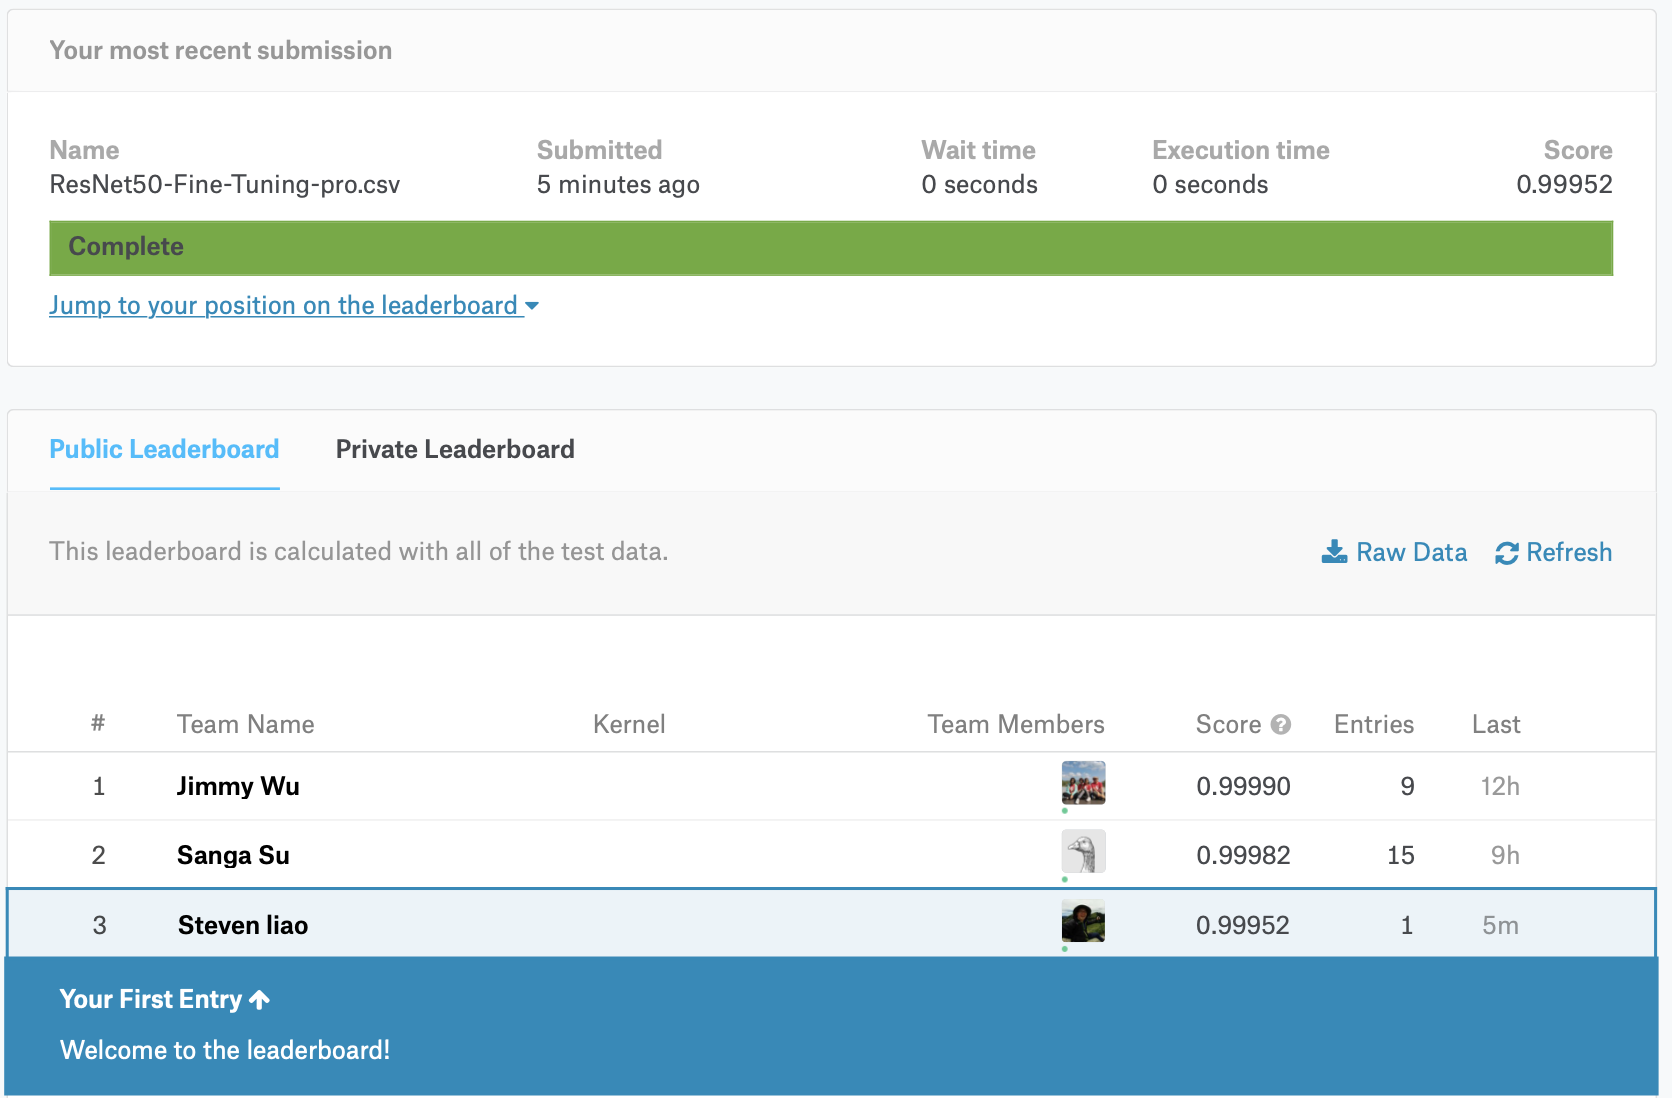 Your most recent submission
Name Submitted Wait time Execution time Score
ResNet50-Fine-Tuning-pro.csv 5 minutes ago 0 seconds 0 seconds 0.99952
Complete
Jump to your position on the leaderboard
Public Leaderboard Private Leaderboard
This leaderboard is calculated with all of the test data. Raw Data Refresh
# Team Name Kernel Team Members Score ? Entries Last
1 Jimmy Wu 0.99990 9 12h
2 Sanga Su 0.99982 15 9h
3 Steven liao 0.99952 1 5m
Your First Entry
Welcome to the leaderboard!